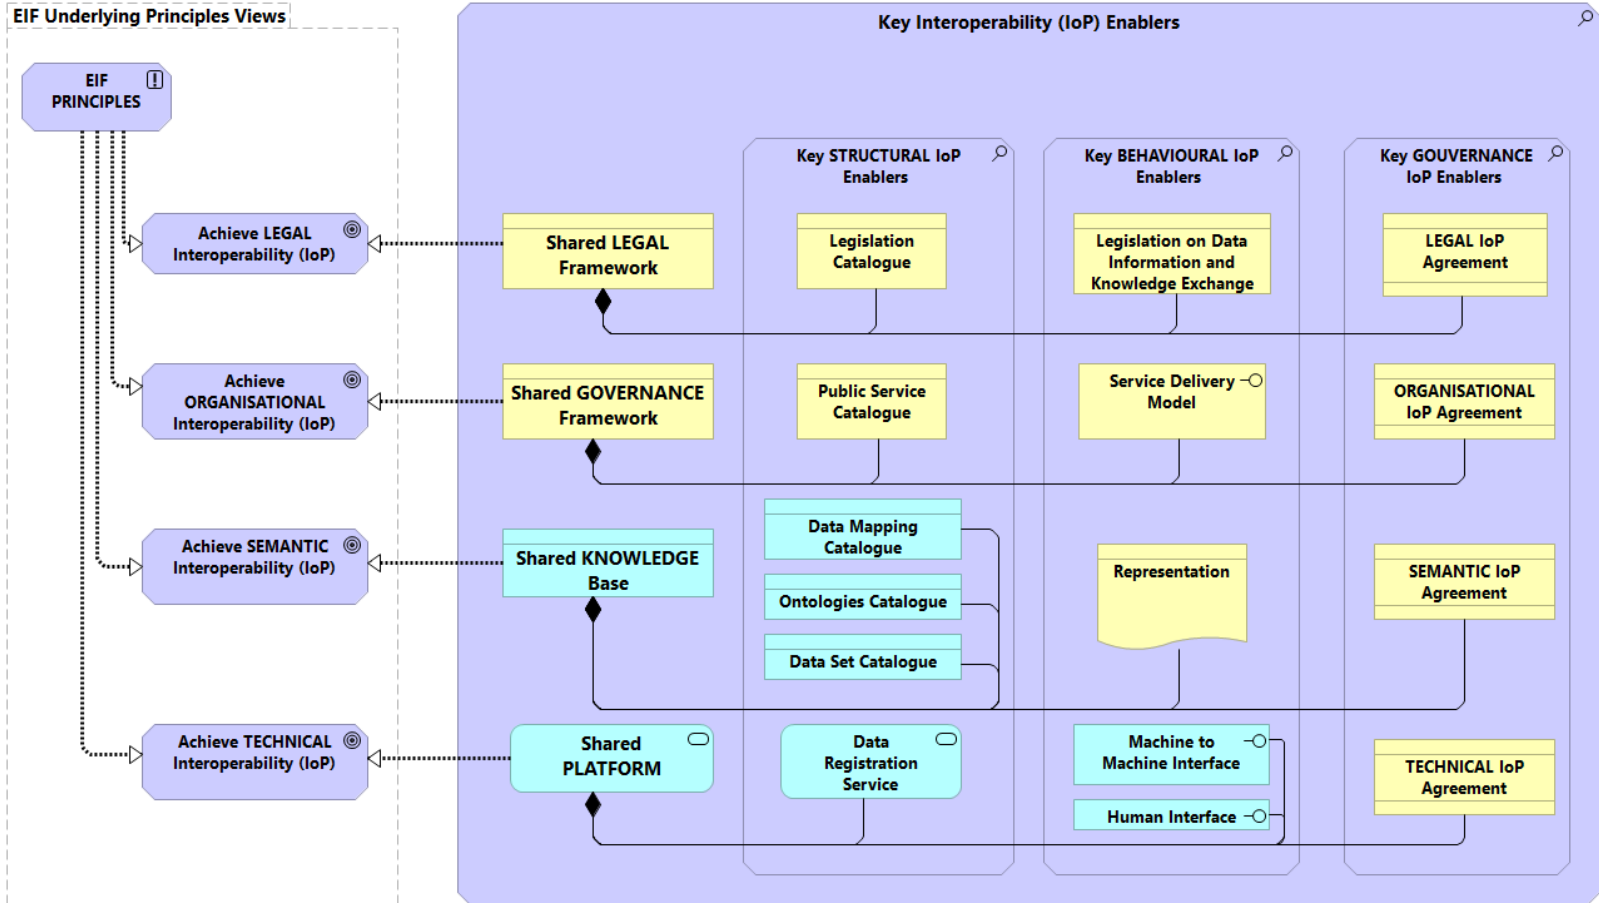 EIF Underlying Principles Views
Key Interoperability (IoP) Enablers
EIF
PRINCIPLES
Key STRUCTURAL IoP
Enablers
Key BEHAVIOURAL IoP
Enablers
Key GOUVERNANCE
IoP Enablers
Achieve LEGAL
Interoperability (IoP)
Shared LEGAL
Framework
Legislation
Catalogue
Legislation on Data
Information and
Knowledge Exchange
LEGAL IoP
Agreement
Achieve
ORGANISATIONAL
Interoperability (IoP)
Shared GOVERNANCE
Framework
Public Service
Catalogue
Service Delivery
Model
ORGANISATIONAL
IoP Agreement
Achieve SEMANTIC
Interoperability (IoP)
Shared KNOWLEDGE
Base
Data Mapping
Catalogue
Ontologies Catalogue
Data Set Catalogue
Representation
SEMANTIC IoP
Agreement
Achieve TECHNICAL
Interoperability (IoP)
Shared
PLATFORM
Data
Registration
Service
Machine to
Machine Interface
Human Interface
TECHNICAL IoP
Agreement